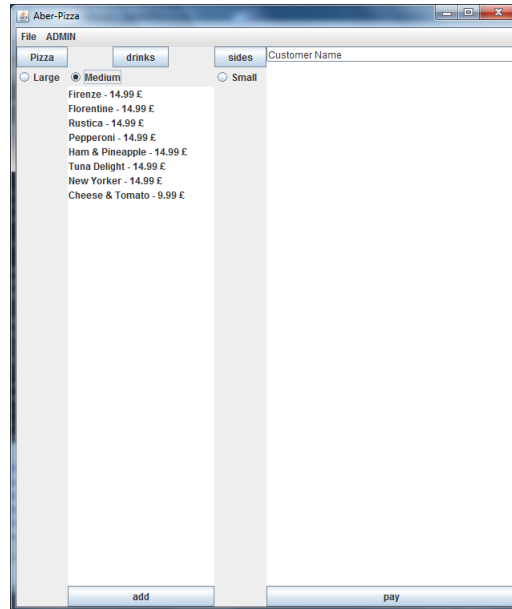 Aber-Pizza
File ADMIN
Pizza drinks sides Customer Name
Large Medium Small
Firenze - 14.99 £
Florentine - 14.99 £
Rustica - 14.99 £
Pepperoni - 14.99 £
Ham & Pineapple - 14.99 £
Tuna Delight - 14.99 £
New Yorker - 14.99 £
Cheese & Tomato - 9.99 £
add pay